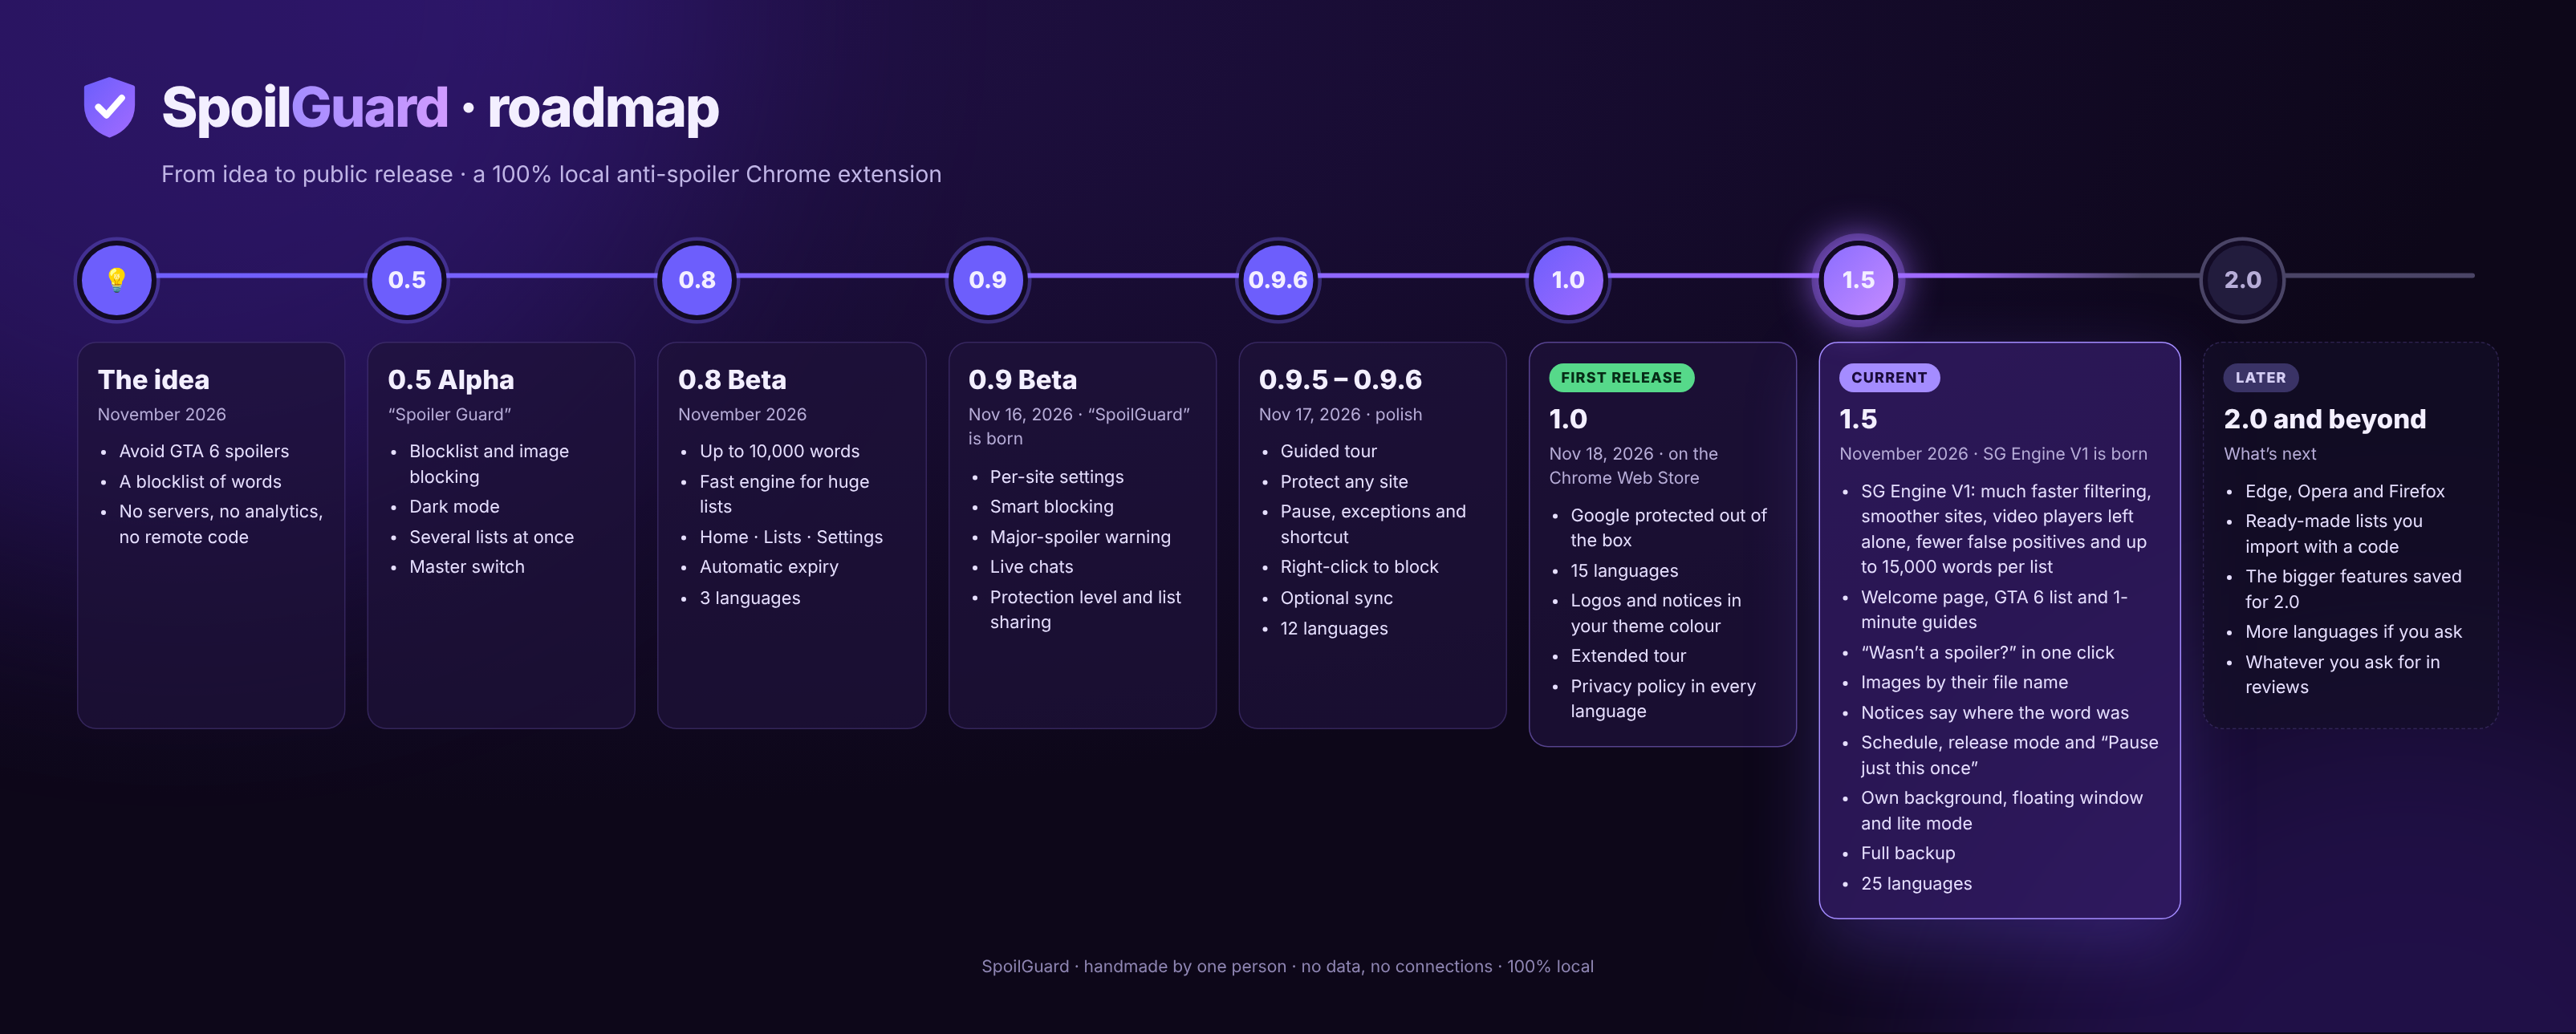 SpoilGuard · roadmap
From idea to public release · a 100% local anti-spoiler Chrome extension
0.5
0.8
0.9
0.9.6
1.0
1.5
2.0
The idea
November 2026
• Avoid GTA 6 spoilers
• A blocklist of words
• No servers, no analytics,
no remote code
0.5 Alpha
“Spoiler Guard”
• Blocklist and image
blocking
• Dark mode
• Several lists at once
• Master switch
0.8 Beta
November 2026
• Up to 10,000 words
• Fast engine for huge
lists
• Home · Lists · Settings
• Automatic expiry
• 3 languages
0.9 Beta
Nov 16, 2026 · “SpoilGuard”
is born
• Per-site settings
• Smart blocking
• Major-spoiler warning
• Live chats
• Protection level and list
sharing
0.9.5 – 0.9.6
Nov 17, 2026 · polish
• Guided tour
• Protect any site
• Pause, exceptions and
shortcut
• Right-click to block
• Optional sync
• 12 languages
FIRST RELEASE
1.0
Nov 18, 2026 · on the
Chrome Web Store
• Google protected out of
the box
• 15 languages
• Logos and notices in
your theme colour
• Extended tour
• Privacy policy in every
language
CURRENT
1.5
November 2026 · SG Engine V1 is born
• SG Engine V1: much faster filtering,
smoother sites, video players left
alone, fewer false positives and up
to 15,000 words per list
• Welcome page, GTA 6 list and 1-
minute guides
• “Wasn’t a spoiler?” in one click
• Images by their file name
• Notices say where the word was
• Schedule, release mode and “Pause
just this once”
• Own background, floating window
and lite mode
• Full backup
• 25 languages
LATER
2.0 and beyond
What’s next
• Edge, Opera and Firefox
• Ready-made lists you
import with a code
• The bigger features saved
for 2.0
• More languages if you ask
• Whatever you ask for in
reviews
SpoilGuard · handmade by one person · no data, no connections · 100% local